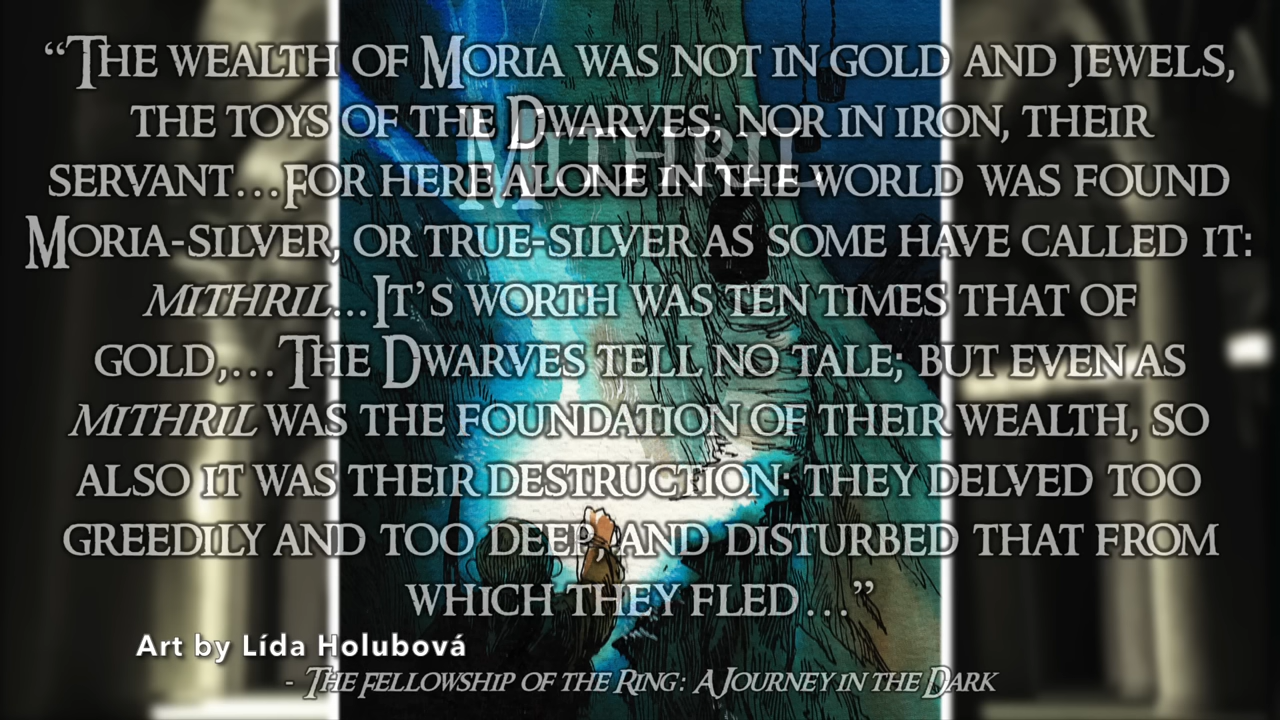 “The wealth of Moria was not in gold and jewels,
the toys of the Dwarves; nor in iron, their
Mithril
servant...For here alone in the world was found
Moria-silver, or true-silver as some have called it:
mithril... It’s worth was ten times that of
gold,... The Dwarves tell no tale; but even as
mithril was the foundation of their wealth, so
also it was their destruction: they delved too
greedily and too deep, and disturbed that from
which they fled...”
Art by Lída Holubová
- The Fellowship of the Ring: A Journey in the Dark